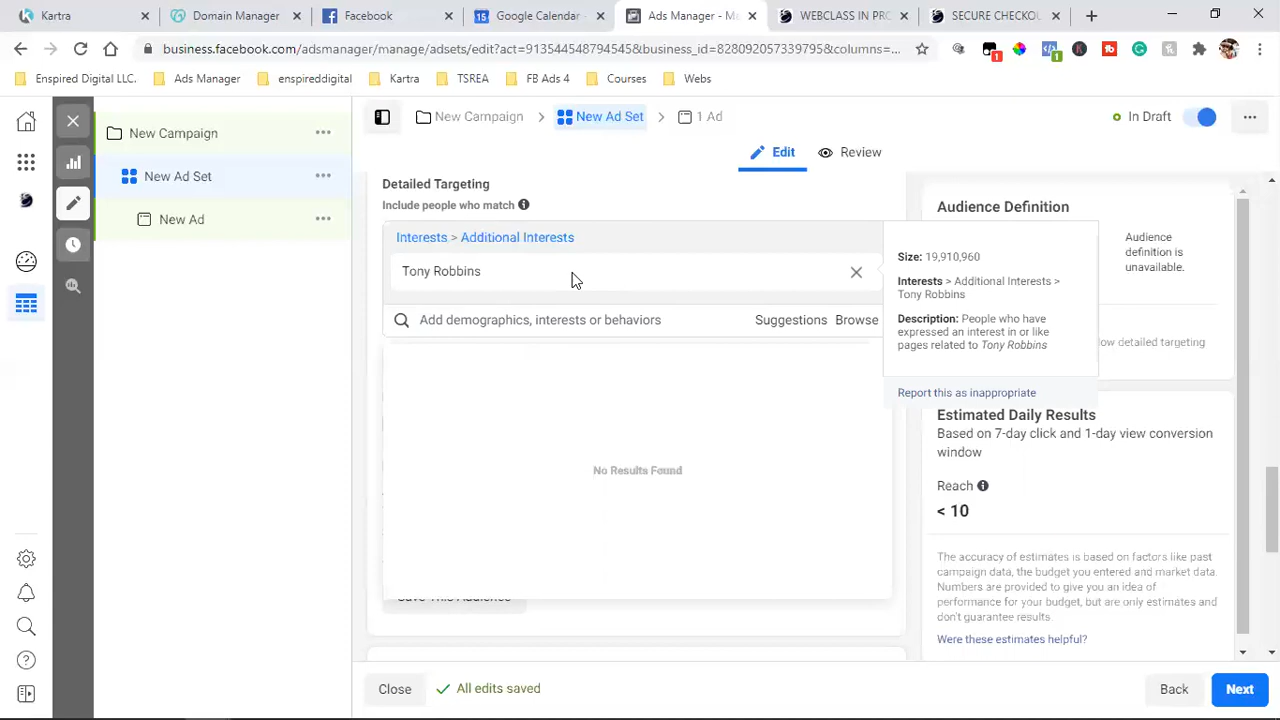 Kartra
Domain Manager
Facebook
Google Calendar -
Ads Manager - M
WEBCLASS IN PRO
SECURE CHECKOU
business.facebook.com/adsmanager/manage/adsets/edit?act=913544548794545&business_id=828092057339795&columns=...
Enspired Digital LLC.
Ads Manager
enspireddigital
Kartra
TSREA
FB Ads 4
Courses
Webs
New Campaign
New Ad Set
New Ad
New Campaign > New Ad Set > 1 Ad
In Draft
Edit
Review
Detailed Targeting
Include people who match
Interests > Additional Interests
Tony Robbins
Add demographics, interests or behaviors
Suggestions
Browse
No Results Found
Size: 19,910,960
Interests > Additional Interests >
Tony Robbins
Description: People who have
expressed an interest in or like
pages related to Tony Robbins
Report this as inappropriate
Audience Definition
Audience
definition is
unavailable.
ow detailed targeting
Estimated Daily Results
Based on 7-day click and 1-day view conversion
window
Reach
< 10
The accuracy of estimates is based on factors like past
campaign data, the budget you entered and market data.
Numbers are provided to give you an idea of
performance for your budget, but are only estimates and
don't guarantee results.
Were these estimates helpful?
Save This Audience
Close
All edits saved
Back
Next